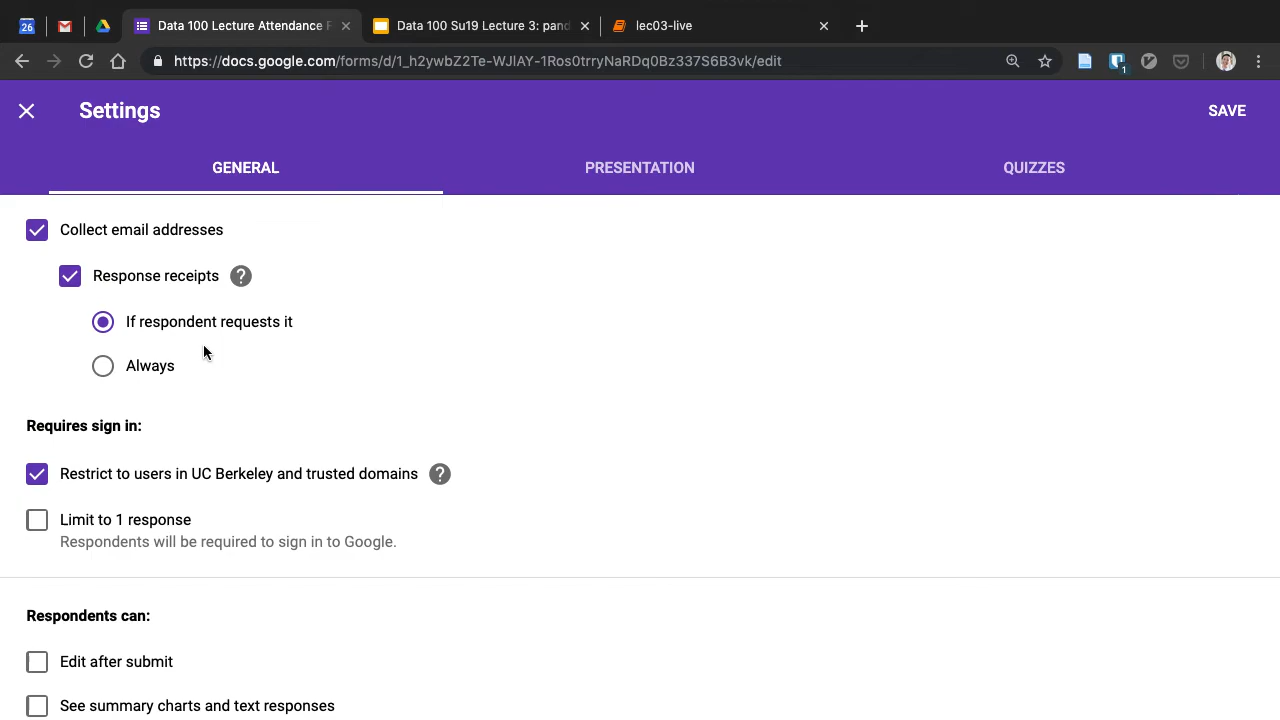 26
Data 100 Lecture Attendance F
Data 100 Su19 Lecture 3: pand
lec03-live
https://docs.google.com/forms/d/1_h2ywbZ2Te-WJlAY-1Ros0trryNaRDq0Bz337S6B3vk/edit
1
Settings
SAVE
GENERAL
PRESENTATION
QUIZZES
Collect email addresses
Response receipts ?
If respondent requests it
Always
Requires sign in:
Restrict to users in UC Berkeley and trusted domains ?
Limit to 1 response
Respondents will be required to sign in to Google.
Respondents can:
Edit after submit
See summary charts and text responses